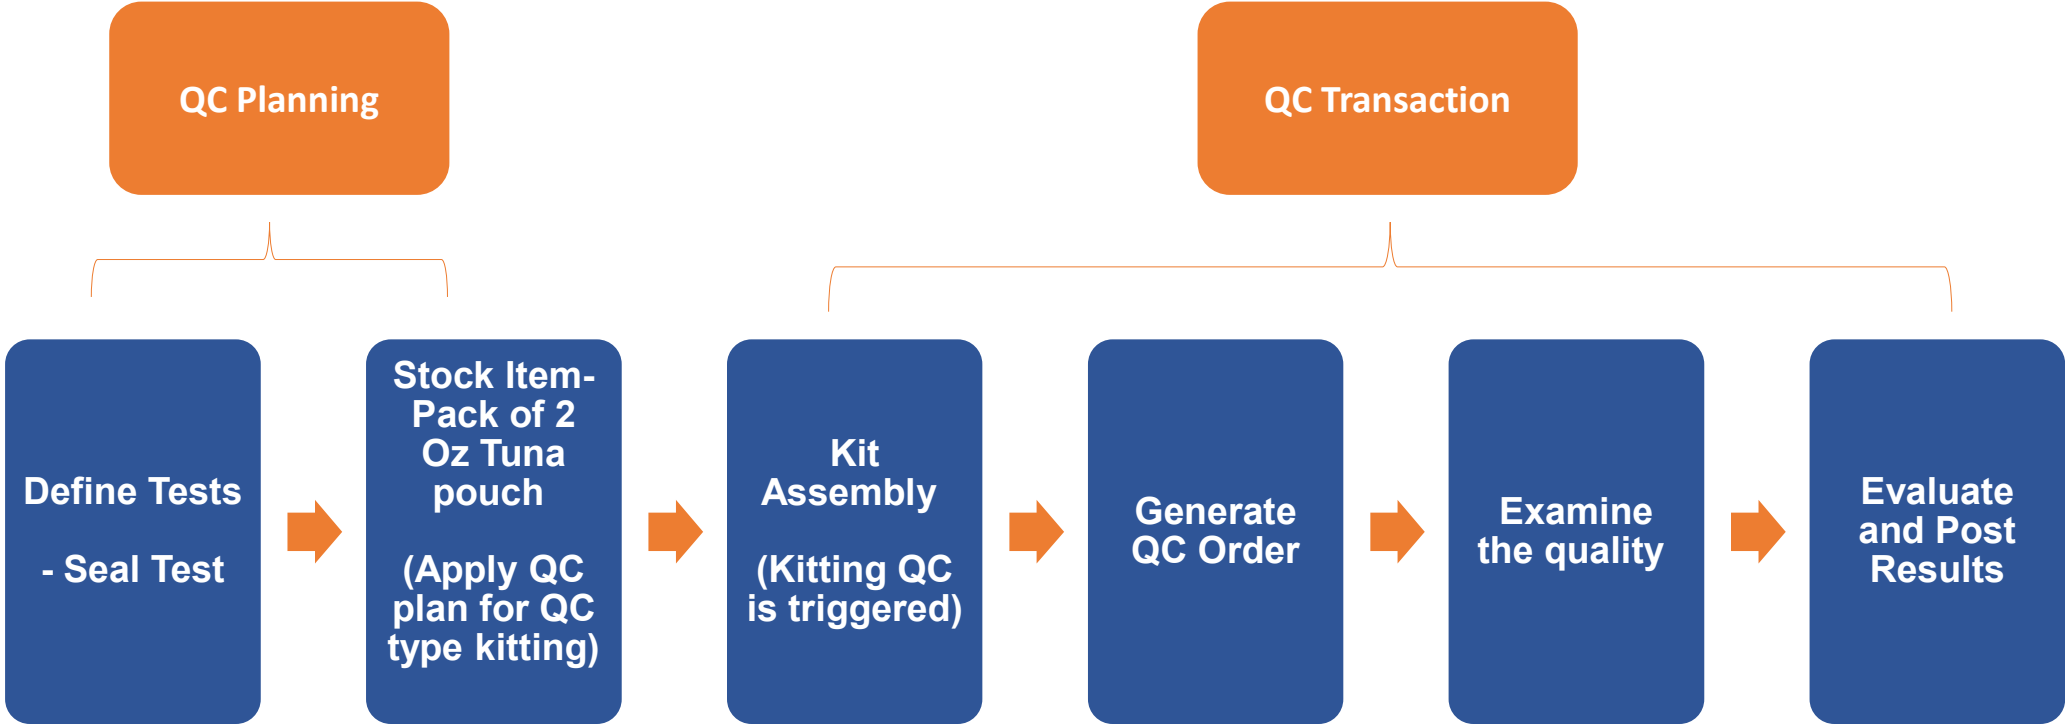 QC Planning
QC Transaction
Define Tests
- Seal Test
Stock Item-
Pack of 2
Oz Tuna
pouch
(Apply QC
plan for QC
type kitting)
Kit
Assembly
(Kitting QC
is triggered)
Generate
QC Order
Examine
the quality
Evaluate
and Post
Results